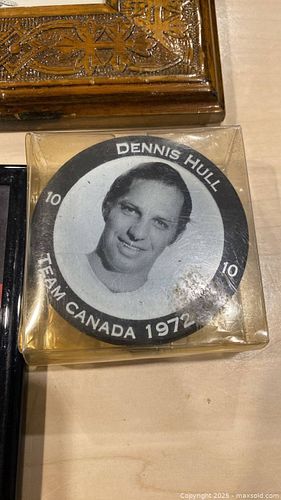 DENNIS HULL
10
10
TEAM CANADA 1972
Copyright 2025 - maxsold.com